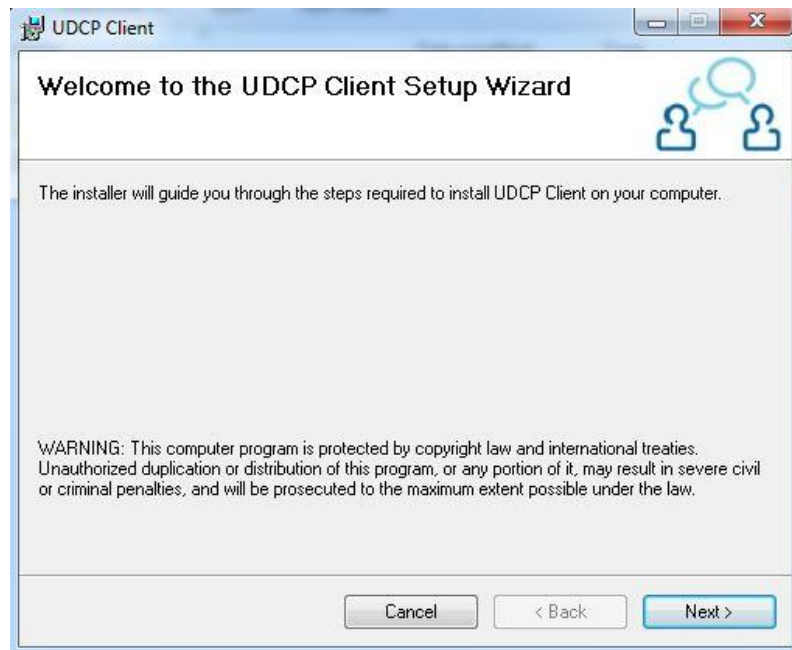 UDCP Client
Welcome to the UDCP Client Setup Wizard
The installer will guide you through the steps required to install UDCP Client on your computer.
WARNING: This computer program is protected by copyright law and international treaties.
Unauthorized duplication or distribution of this program, or any portion of it, may result in severe civil
or criminal penalties, and will be prosecuted to the maximum extent possible under the law.
Cancel
< Back
Next >